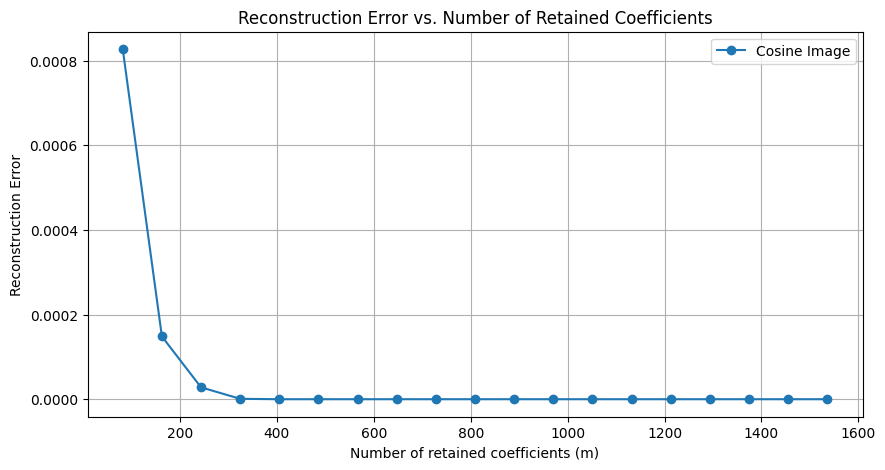 Reconstruction Error vs. Number of Retained Coefficients
Cosine Image
Reconstruction Error
0.0008
0.0006
0.0004
0.0002
0.0000
200 400 600 800 1000 1200 1400 1600
Number of retained coefficients (m)